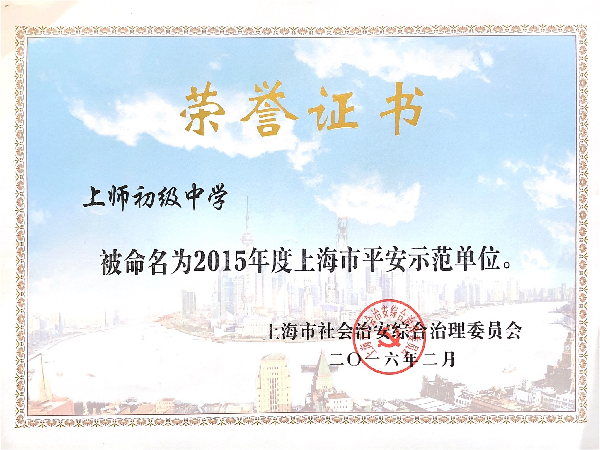 荣誉证书
上师初级中学
被命名为2015年度上海市平安示范单位。
上海市社会治安综合治理委员会
二〇一六年二月